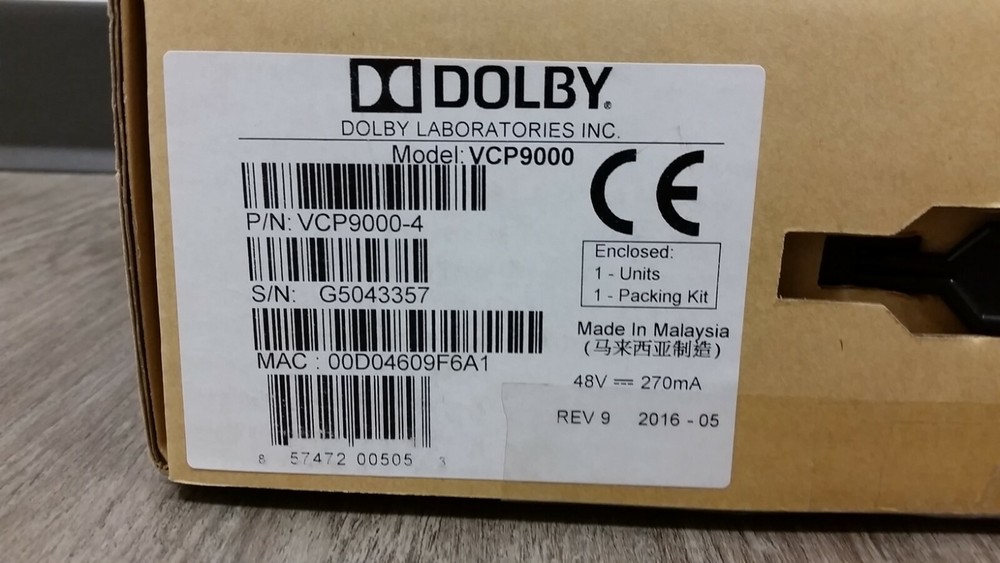 DOLBY®
DOLBY LABORATORIES INC.
Model: VCP9000
CE
P/N: VCP9000-4
Enclosed:
1 - Units
1 - Packing Kit
S/N: G5043357
Made In Malaysia
(马来西亚制造)
MAC : 00D04609F6A1
48V ⎓ 270mA
REV 9 2016 - 05
8 57472 00505 3